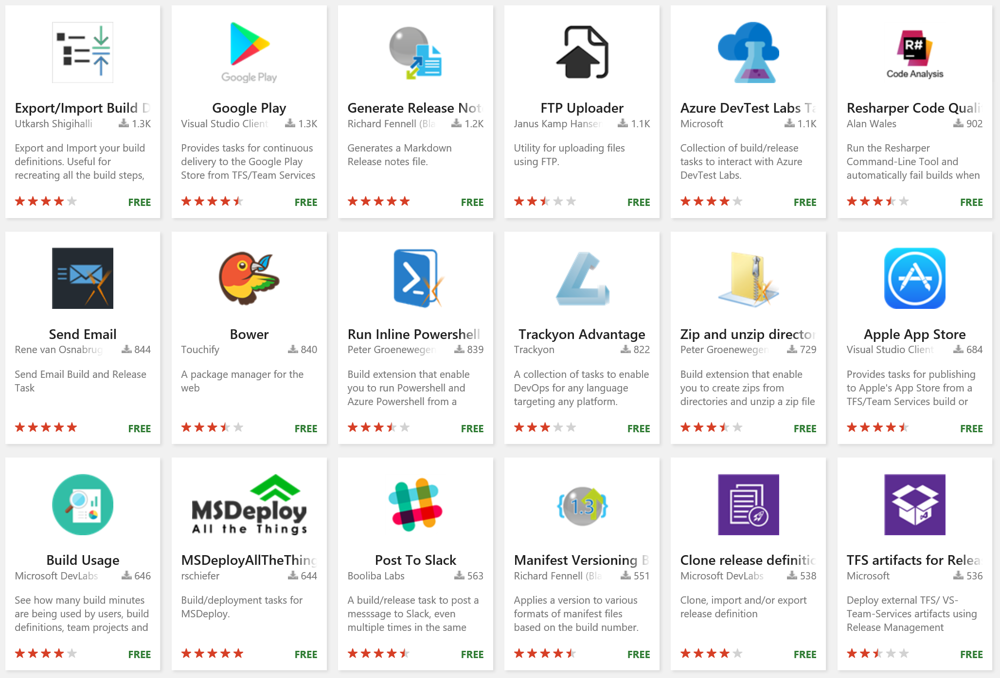 Google Play
R#
Code Analysis
Export/Import Build D
Utkarsh Shigihalli 1.3K
Export and Import your build
definitions. Useful for
recreating all the build steps,
FREE
Google Play
Visual Studio Client 1.3K
Provides tasks for continuous
delivery to the Google Play
Store from TFS/Team Services
FREE
Generate Release Not
Richard Fennell (Bla 1.2K
Generates a Markdown
Release notes file.
FREE
FTP Uploader
Janus Kamp Hansen 1.1K
Utility for uploading files
using FTP.
FREE
Azure DevTest Labs Ta
Microsoft 1.1K
Collection of build/release
tasks to interact with Azure
DevTest Labs.
FREE
Resharper Code Quali
Alan Wales 902
Run the Resharper
Command-Line Tool and
automatically fail builds when
FREE
Send Email
Rene van Osnabrug 844
Send Email Build and Release
Task
FREE
Bower
Touchify 840
A package manager for the
web
FREE
Run Inline Powershell
Peter Groenewegen 839
Build extension that enable
you to run Powershell and
Azure Powershell from a
FREE
Trackyon Advantage
Trackyon 822
A collection of tasks to enable
DevOps for any language
targeting any platform.
FREE
Zip and unzip director
Peter Groenewegen 729
Build extension that enable
you to create zips from
directories and unzip a zip file
FREE
Apple App Store
Visual Studio Client 684
Provides tasks for publishing
to Apple's App Store from a
TFS/Team Services build or
FREE
Build Usage
Microsoft DevLabs 646
See how many build minutes
are being used by users, build
definitions, team projects and
FREE
MSDeploy
All the Things
MSDeployAllTheThing
rschiefer 644
Build/deployment tasks for
MSDeploy.
FREE
Post To Slack
Booliba Labs 563
A build/release task to post a
messsage to Slack, even
multiple times in the same
FREE
{1.3}
Manifest Versioning B
Richard Fennell (Bla 551
Applies a version to various
formats of manifest files
based on the build number.
FREE
Clone release definitio
Microsoft DevLabs 538
Clone, import and/or export
release definition
FREE
TFS artifacts for Relea
Microsoft 536
Deploy external TFS/ VS-
Team-Services artifacts using
Release Management
FREE